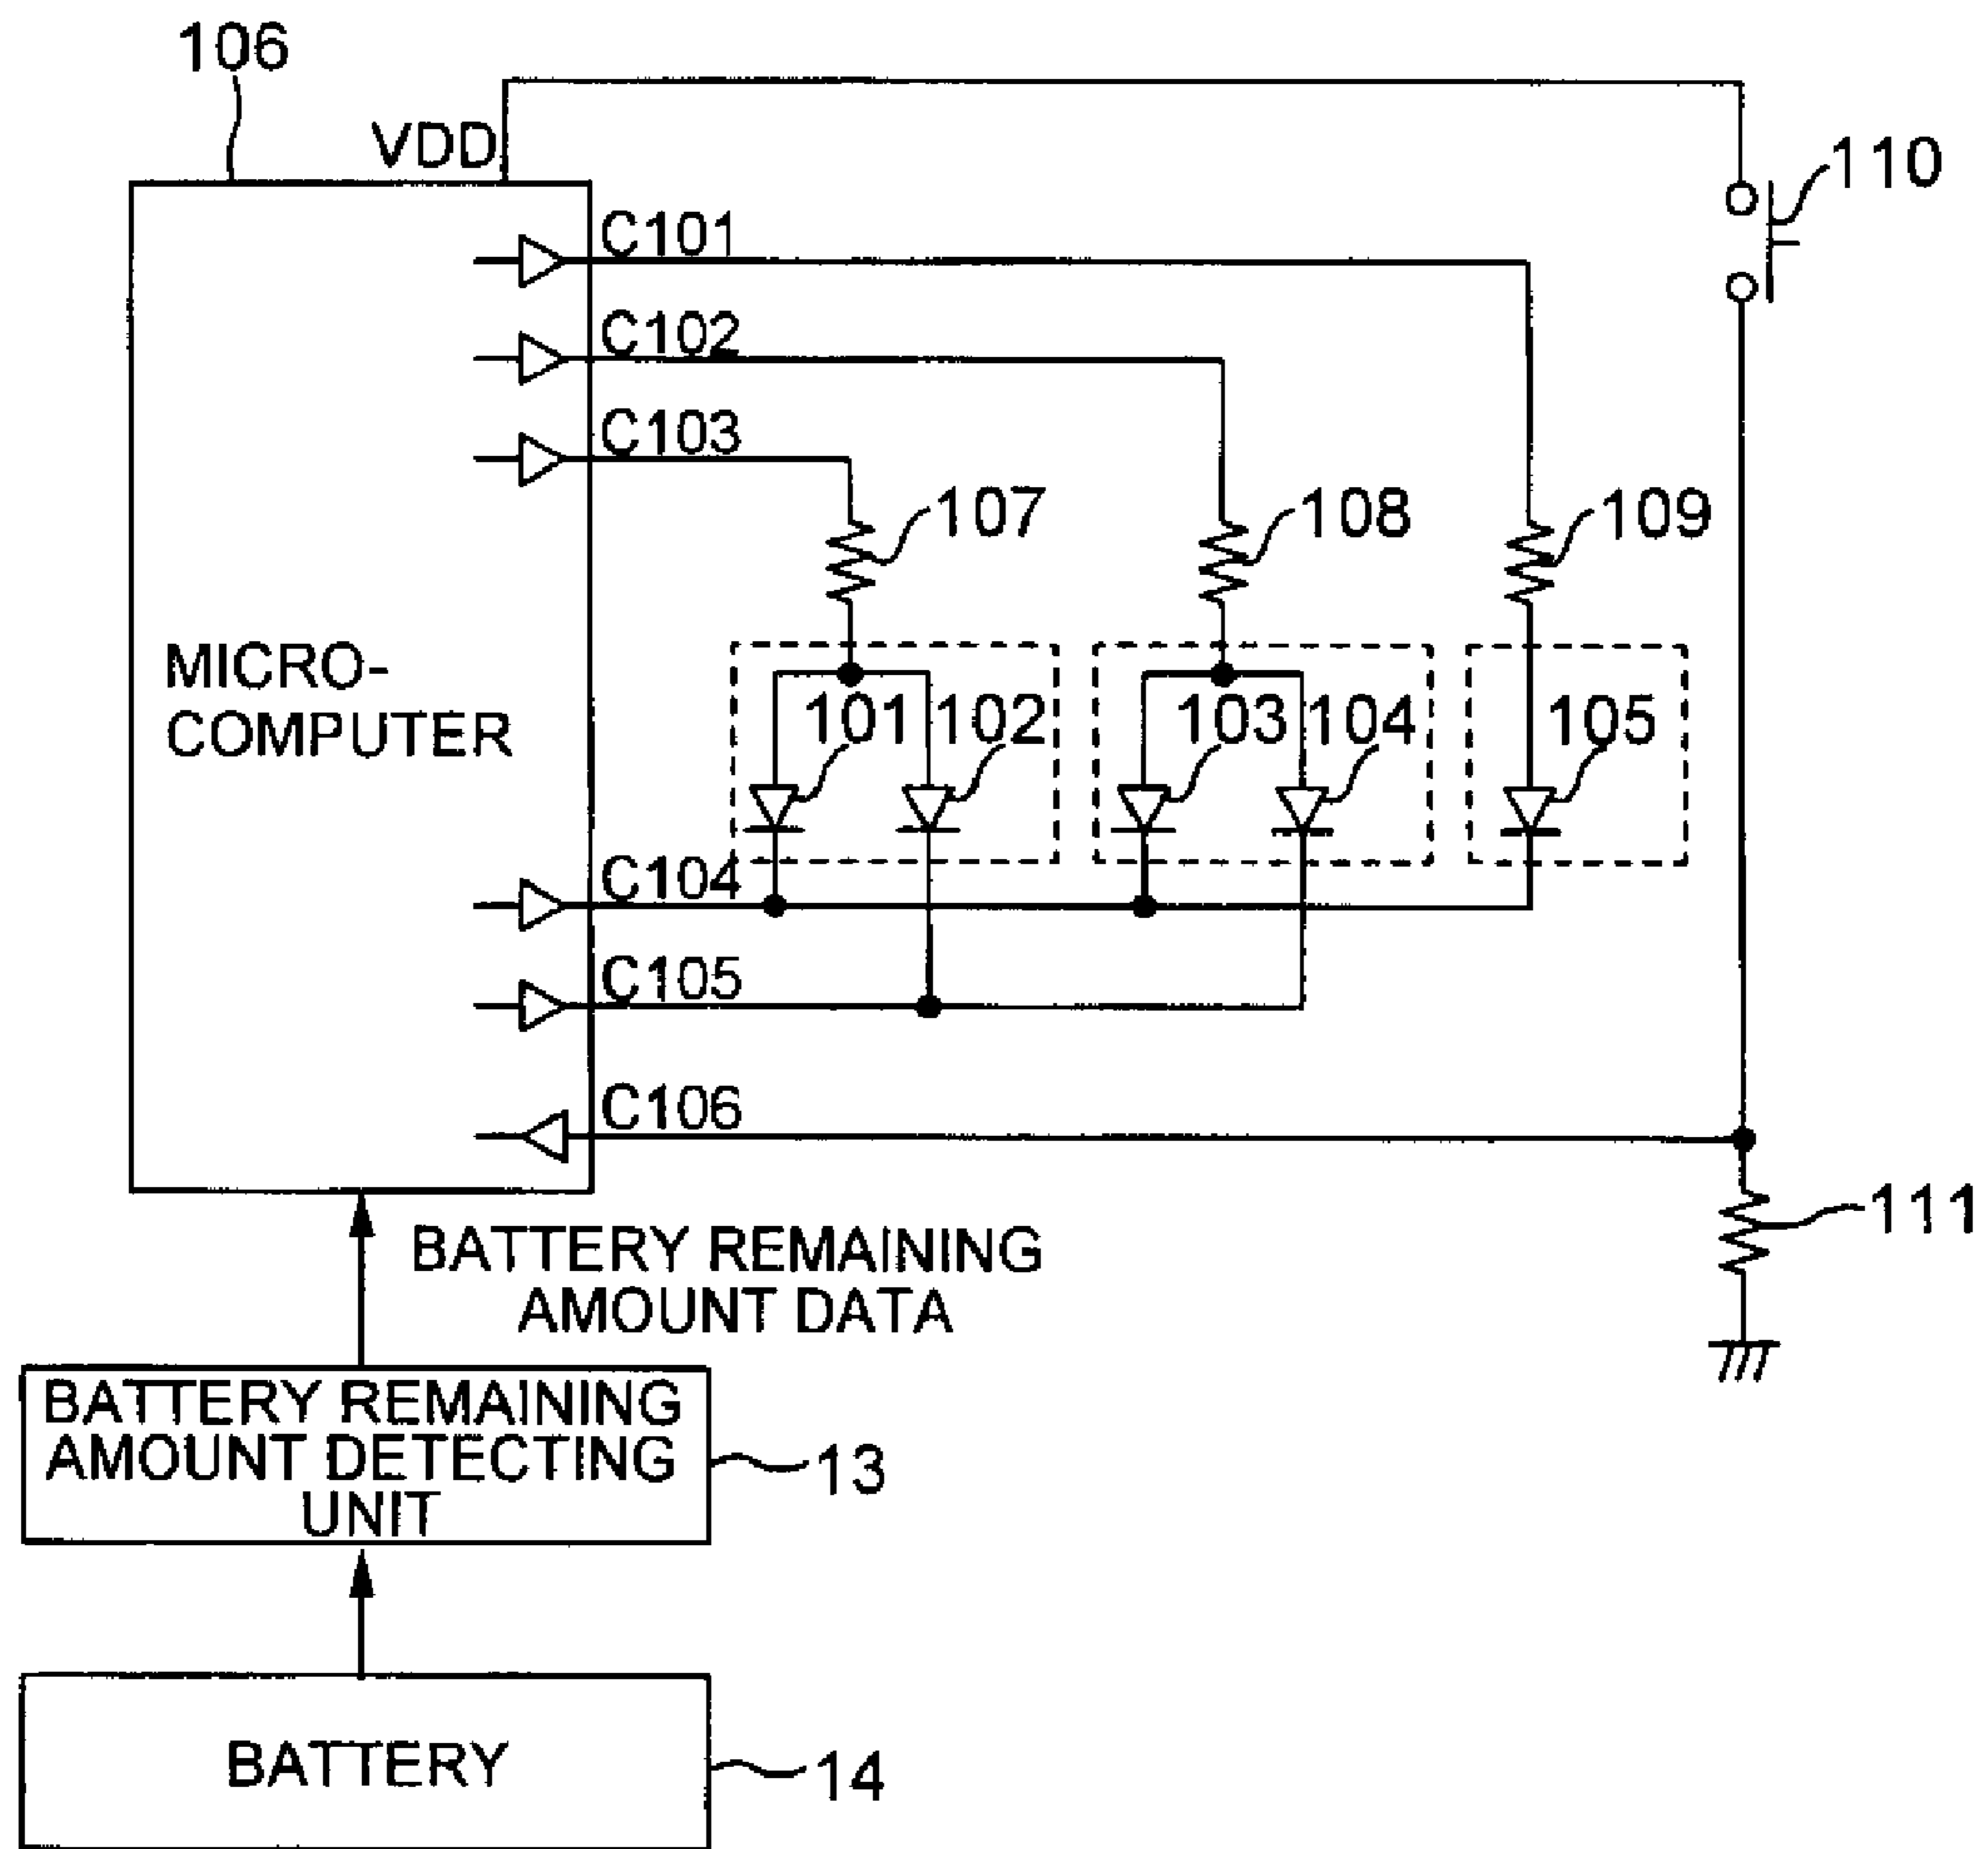 106
VDD
110
C101
C102
C103
107
108
109
MICRO-
COMPUTER
101 102
103 104
105
C104
C105
C106
111
BATTERY REMAINING
AMOUNT DATA
BATTERY REMAINING
AMOUNT DETECTING
UNIT
13
BATTERY
14